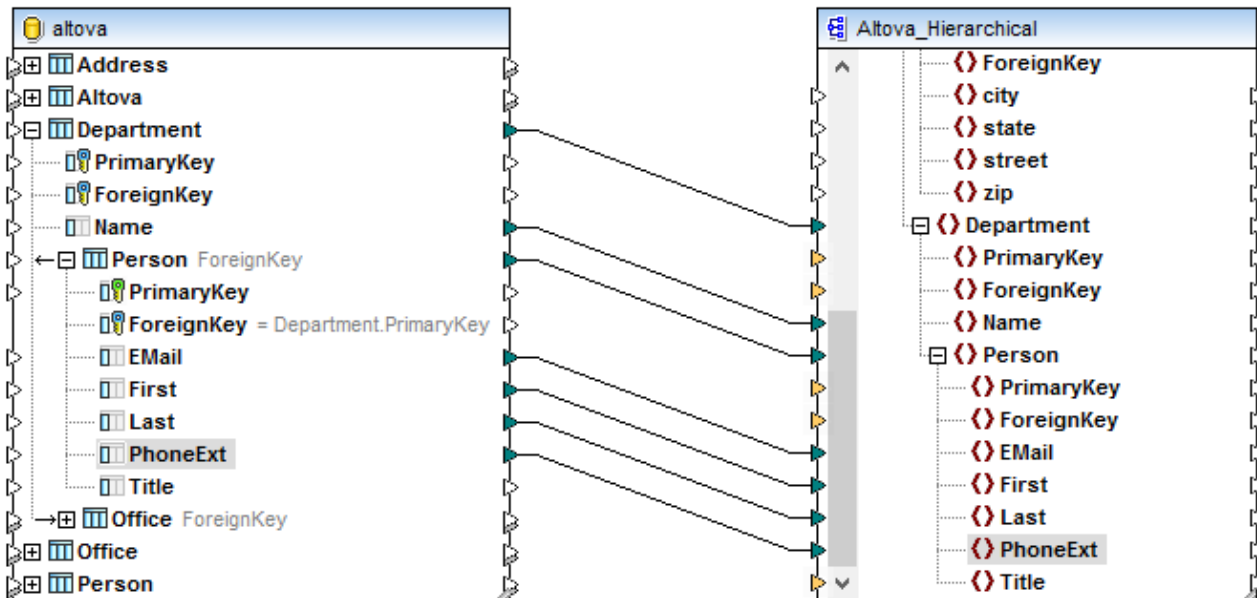 altova
Address
Altova
Department
PrimaryKey
ForeignKey
Name
Person ForeignKey
PrimaryKey
ForeignKey = Department.PrimaryKey
EMail
First
Last
PhoneExt
Title
Office ForeignKey
Office
Person
Altova_Hierarchical
ForeignKey
city
state
street
zip
Department
PrimaryKey
ForeignKey
Name
Person
PrimaryKey
ForeignKey
EMail
First
Last
PhoneExt
Title